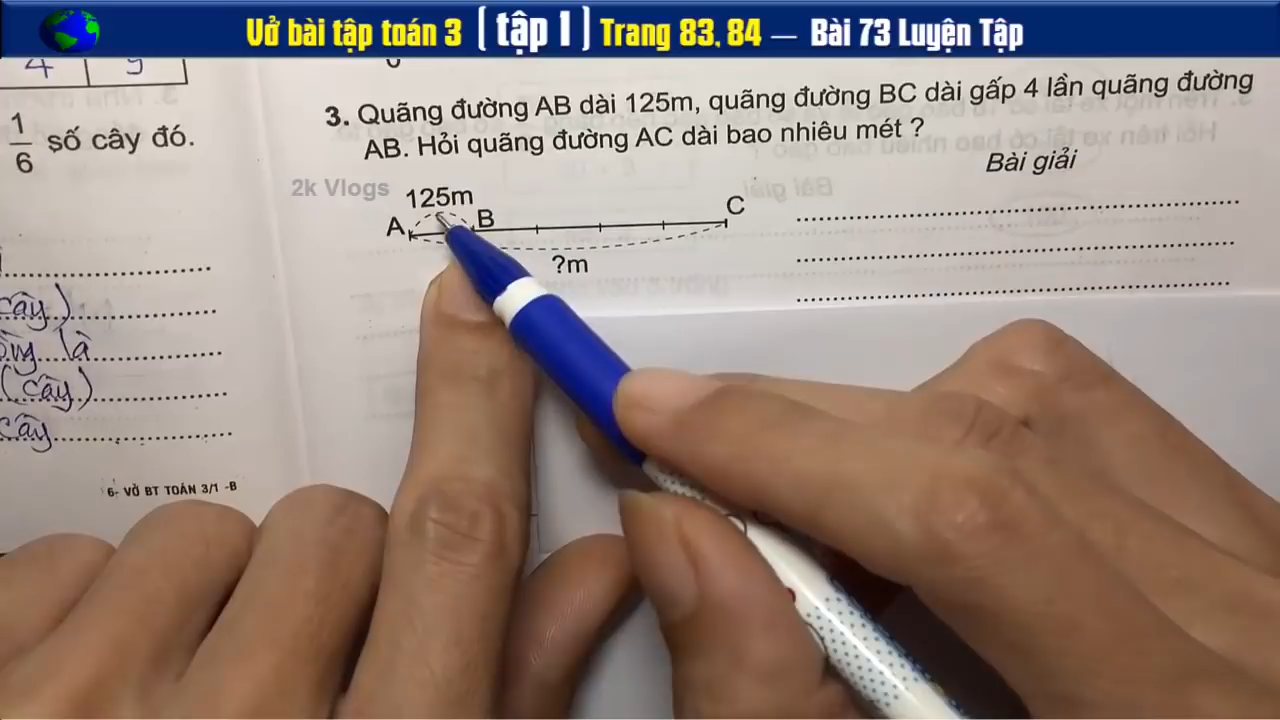 Vở bài tập toán 3 [ tập 1 ] Trang 83, 84 — Bài 73 Luyện Tập
4 9
1/6 số cây đó.
cây)
là
(cây)
cây
6- VỞ BT TOÁN 3/1 -B
3. Quãng đường AB dài 125m, quãng đường BC dài gấp 4 lần quãng đường
AB. Hỏi quãng đường AC dài bao nhiêu mét ?
Bài giải
2k Vlogs
125m
A B C
?m